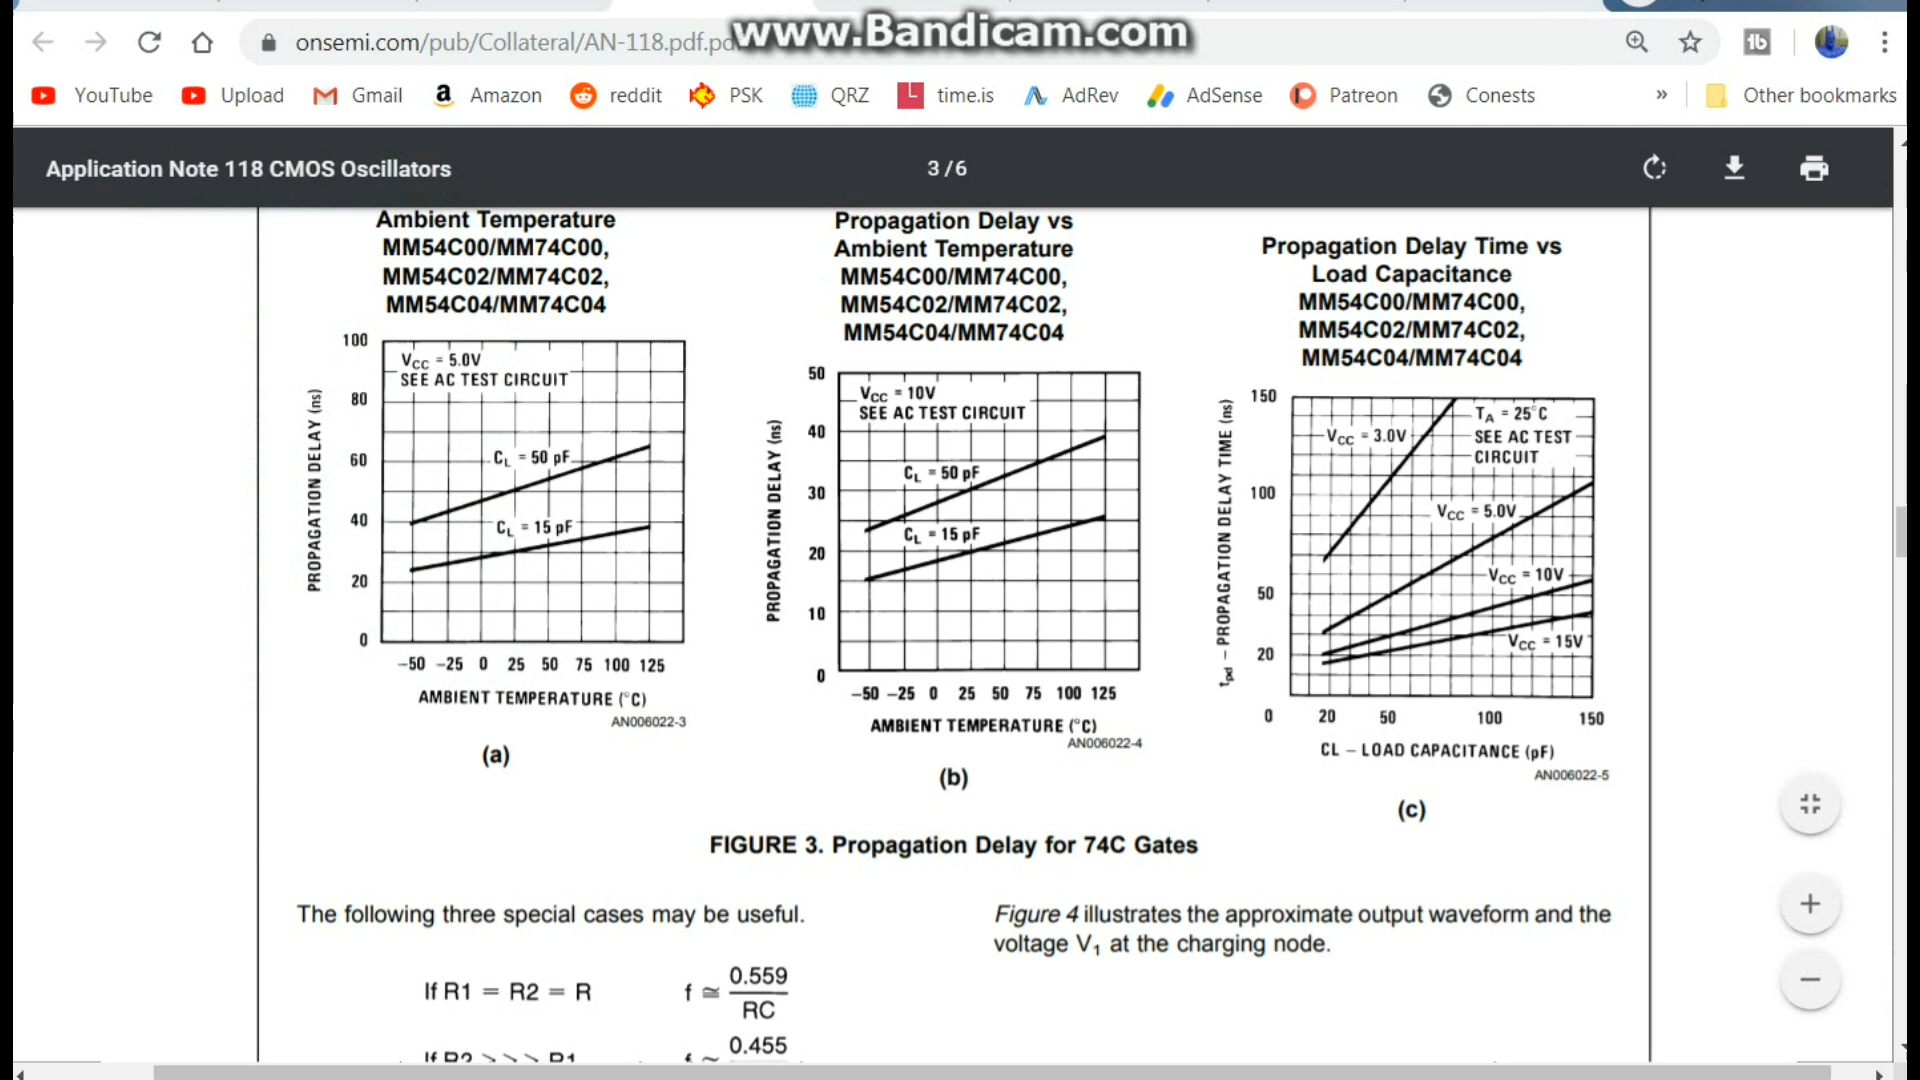 www.Bandicam.com
onsemi.com/pub/Collateral/AN-118.pdf.pd
YouTube Upload Gmail Amazon reddit PSK QRZ time.is AdRev AdSense Patreon Conests » Other bookmarks
Application Note 118 CMOS Oscillators
3 / 6
Ambient Temperature
MM54C00/MM74C00,
MM54C02/MM74C02,
MM54C04/MM74C04
100
80
60
40
20
0
PROPAGATION DELAY (ns)
VCC = 5.0V
SEE AC TEST CIRCUIT
CL = 50 pF
CL = 15 pF
−50 −25 0 25 50 75 100 125
AMBIENT TEMPERATURE (°C)
AN006022-3
(a)
Propagation Delay vs
Ambient Temperature
MM54C00/MM74C00,
MM54C02/MM74C02,
MM54C04/MM74C04
50
40
30
20
10
0
PROPAGATION DELAY (ns)
VCC = 10V
SEE AC TEST CIRCUIT
CL = 50 pF
CL = 15 pF
−50 −25 0 25 50 75 100 125
AMBIENT TEMPERATURE (°C)
AN006022-4
(b)
Propagation Delay Time vs
Load Capacitance
MM54C00/MM74C00,
MM54C02/MM74C02,
MM54C04/MM74C04
150
100
50
20
tpd – PROPAGATION DELAY TIME (ns)
TA = 25°C
SEE AC TEST
CIRCUIT
VCC = 3.0V
VCC = 5.0V
VCC = 10V
VCC = 15V
0 20 50 100 150
CL – LOAD CAPACITANCE (pF)
AN006022-5
(c)
FIGURE 3. Propagation Delay for 74C Gates
The following three special cases may be useful.
If R1 = R2 = R f ≅ 0.559
RC
If R2 >>> R1 f ≅ 0.455
Figure 4 illustrates the approximate output waveform and the
voltage V1 at the charging node.